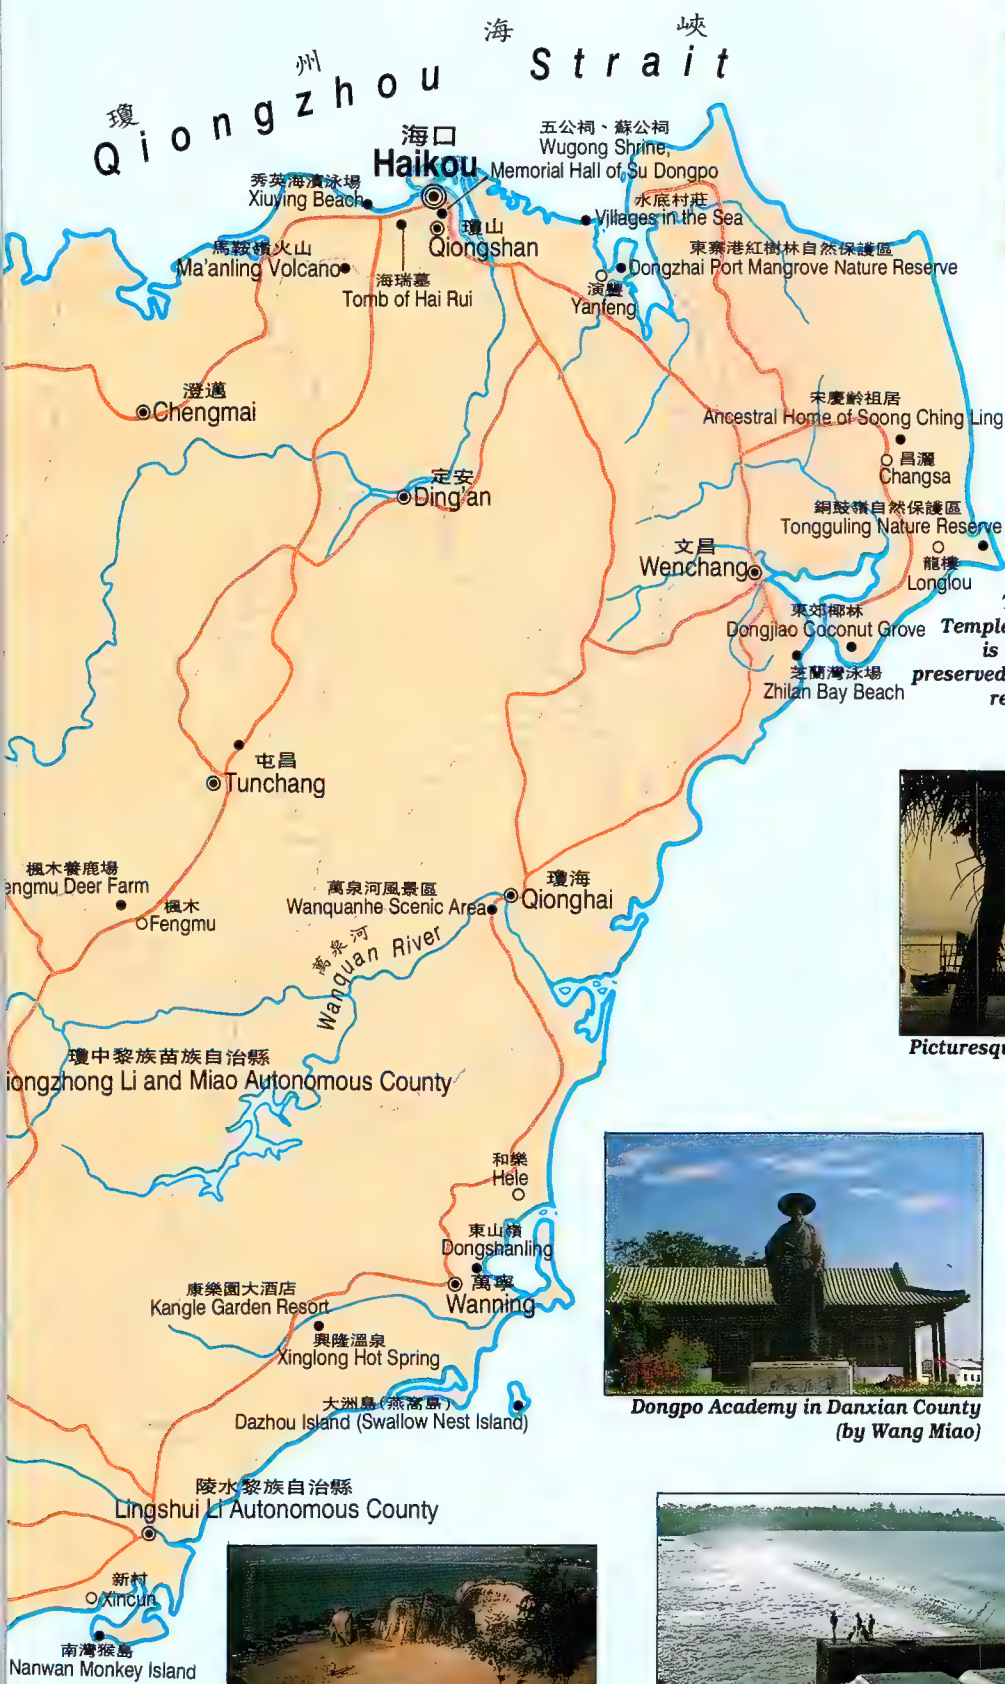 瓊州海峽
Qiongzhou Strait
海口
Haikou
五公祠、蘇公祠
Wugong Shrine,
Memorial Hall of Su Dongpo
秀英海濱泳場
Xiuying Beach
水底村莊
Villages in the Sea
瓊山
Qiongshan
馬鞍嶺火山
Ma'anling Volcano
海瑞墓
Tomb of Hai Rui
東寨港紅樹林自然保護區
Dongzhai Port Mangrove Nature Reserve
演豐
Yanfeng
澄邁
Chengmai
宋慶齡祖居
Ancestral Home of Soong Ching Ling
昌灑
Changsa
定安
Ding'an
銅鼓嶺自然保護區
Tongguling Nature Reserve
龍樓
Longlou
文昌
Wenchang
東郊椰林
Dongjiao Coconut Grove
Temple
is
preserved
re
芝蘭灣泳場
Zhilan Bay Beach
屯昌
Tunchang
楓木養鹿場
engmu Deer Farm
楓木
Fengmu
萬泉河風景區
Wanquanhe Scenic Area
瓊海
Qionghai
萬泉河
Wanquan River
Picturesqu
瓊中黎族苗族自治縣
iongzhong Li and Miao Autonomous County
和樂
Hele
東山嶺
Dongshanling
萬寧
Wanning
康樂園大酒店
Kangle Garden Resort
興隆溫泉
Xinglong Hot Spring
大洲島(燕窩島)
Dazhou Island (Swallow Nest Island)
Dongpo Academy in Danxian County
(by Wang Miao)
陵水黎族自治縣
Lingshui Li Autonomous County
新村
Xincun
南灣猴島
Nanwan Monkey Island